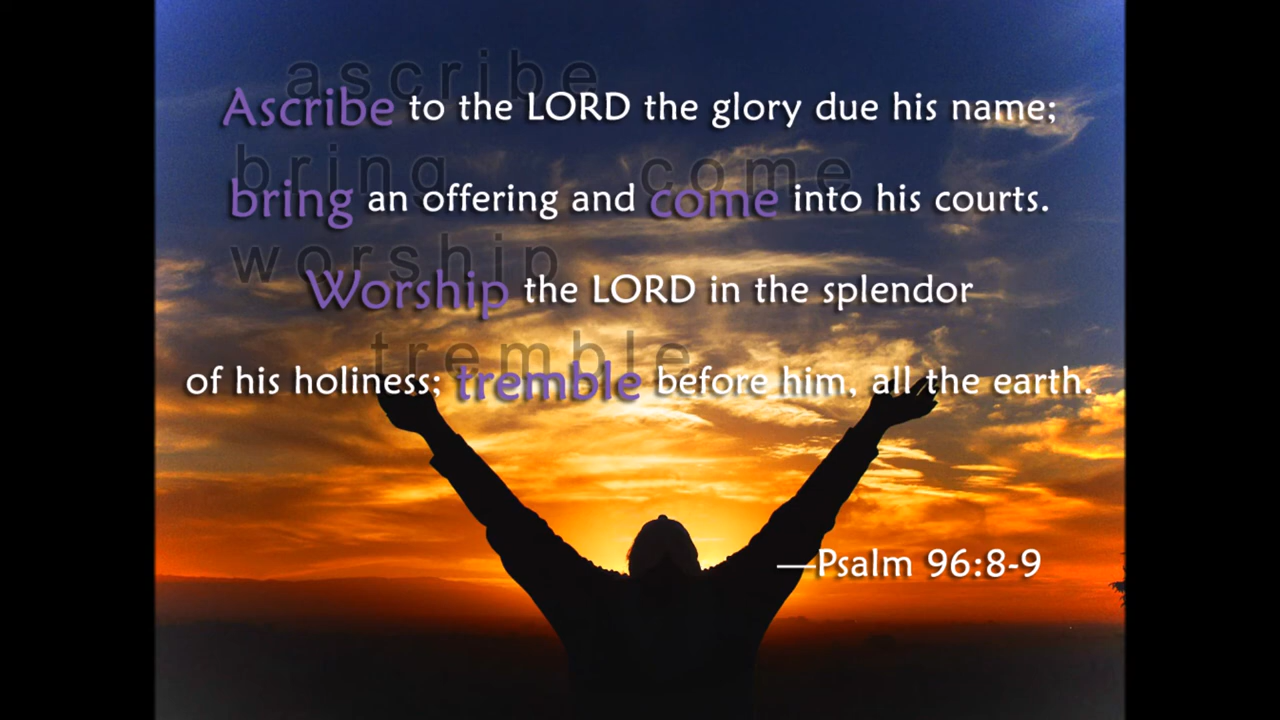 ascribe
Ascribe to the LORD the glory due his name;
bring come
bring an offering and come into his courts.
worship
Worship the LORD in the splendor
tremble
of his holiness; tremble before him, all the earth.
—Psalm 96:8-9